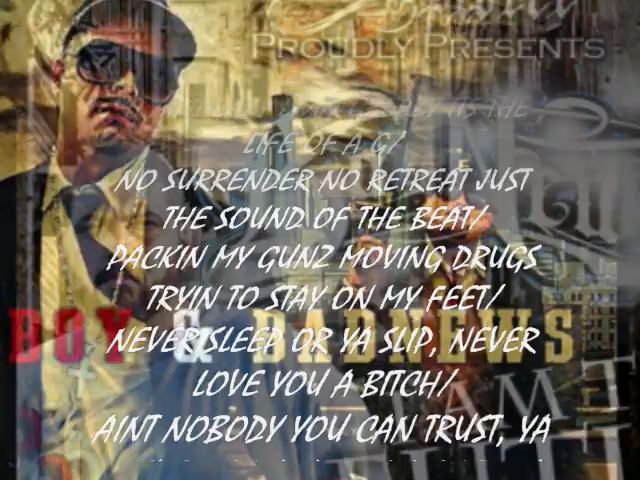 PROUDLY PRESENTS
ITS THE
LIFE OF A G/
NO SURRENDER NO RETREAT JUST
THE SOUND OF THE BEAT/
PACKIN MY GUNZ MOVING DRUGS
TRYIN TO STAY ON MY FEET/
BOY & BADNEWS
NEVER SLEEP OR YA SLIP, NEVER
LOVE YOU A BITCH/
AINT NOBODY YOU CAN TRUST, YA